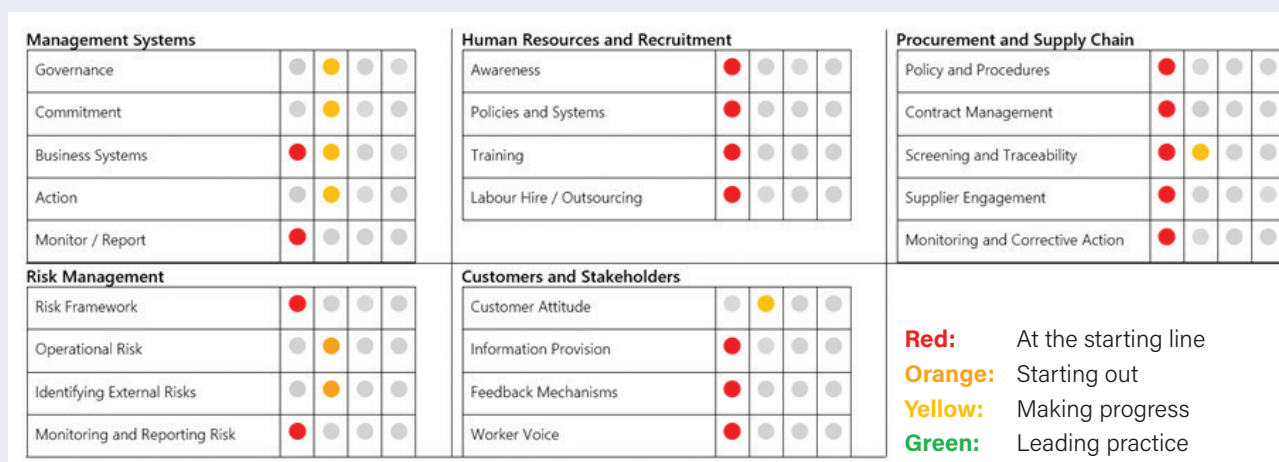 Management Systems
Governance
Commitment
Business Systems
Action
Monitor / Report
Human Resources and Recruitment
Awareness
Policies and Systems
Training
Labour Hire / Outsourcing
Procurement and Supply Chain
Policy and Procedures
Contract Management
Screening and Traceability
Supplier Engagement
Monitoring and Corrective Action
Risk Management
Risk Framework
Operational Risk
Identifying External Risks
Monitoring and Reporting Risk
Customers and Stakeholders
Customer Attitude
Information Provision
Feedback Mechanisms
Worker Voice
Red: At the starting line
Orange: Starting out
Yellow: Making progress
Green: Leading practice